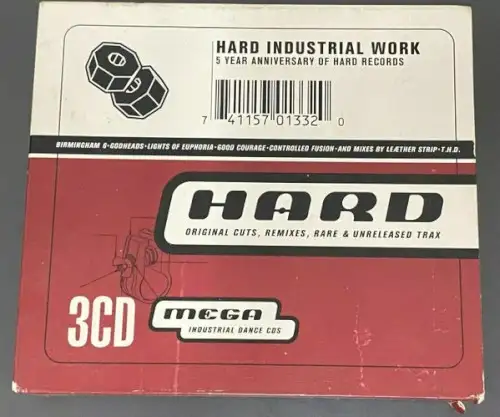 HARD INDUSTRIAL WORK
5 YEAR ANNIVERSARY OF HARD RECORDS
7 41157 01332 0
BIRMINGHAM 6•GODHEADS•LIGHTS OF EUPHORIA•GOOD COURAGE•CONTROLLED FUSION•AND MIXES BY LEÆTHER STRIP•T.H.D.
HARD
ORIGINAL CUTS, REMIXES, RARE & UNRELEASED TRAX
3CD
MEGA
INDUSTRIAL DANCE CDS